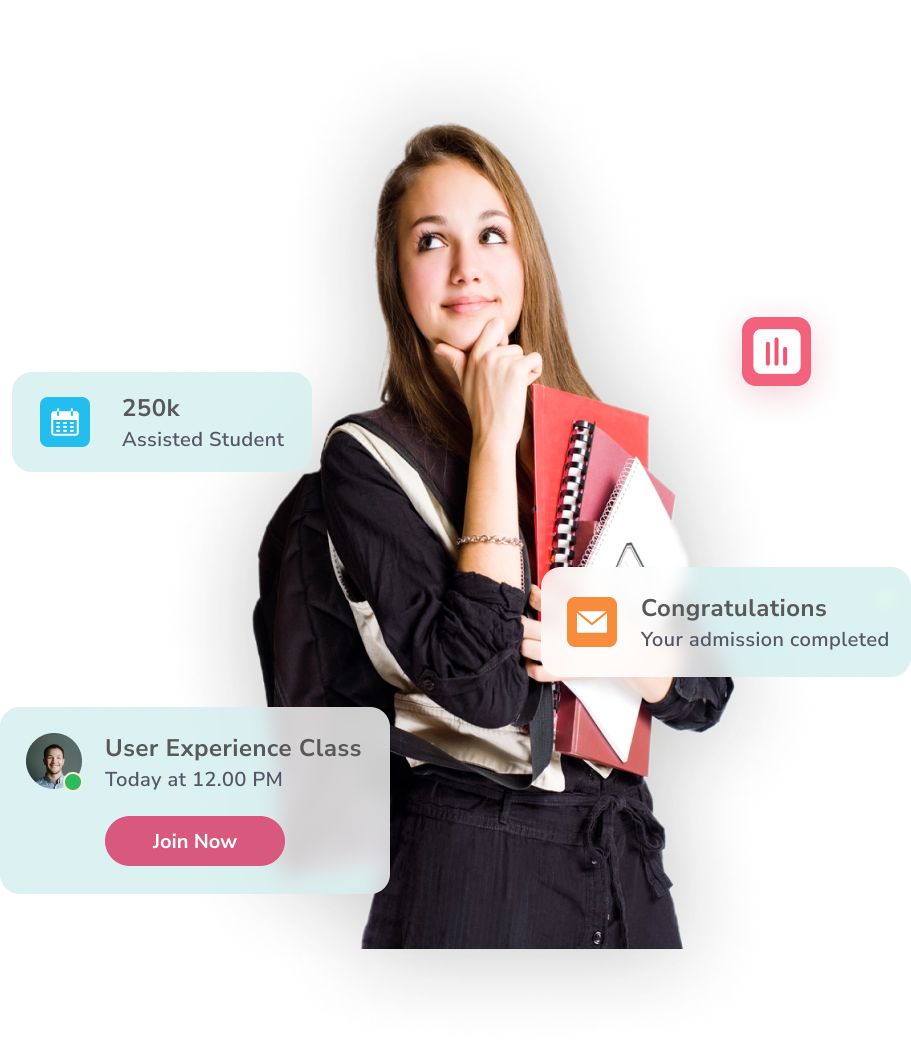 250k
Assisted Student
Congratulations
Your admission completed
User Experience Class
Today at 12.00 PM
Join Now